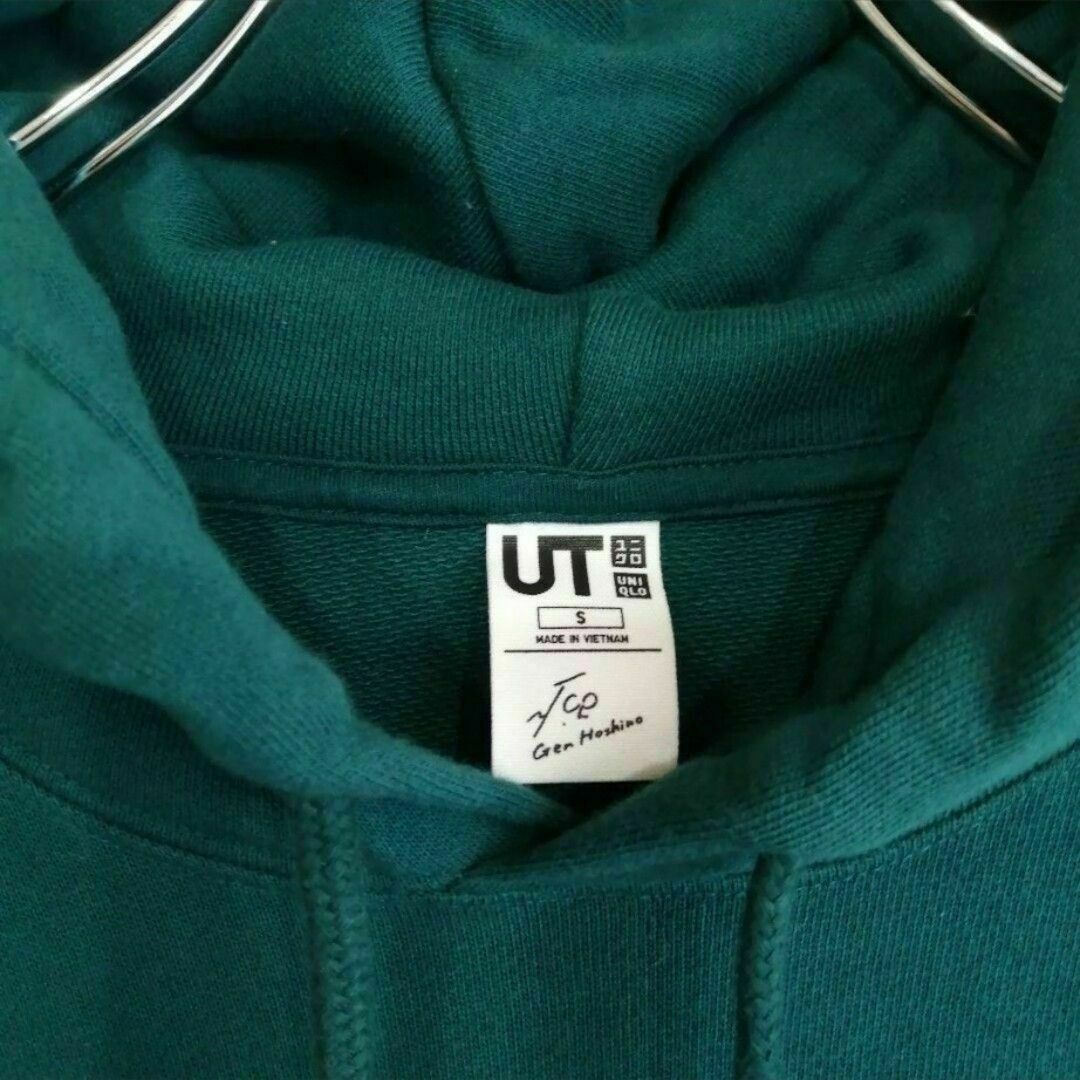 UT
ユニ
クロ
UNI
QLO
S
MADE IN VIETNAM
Gen Hoshino